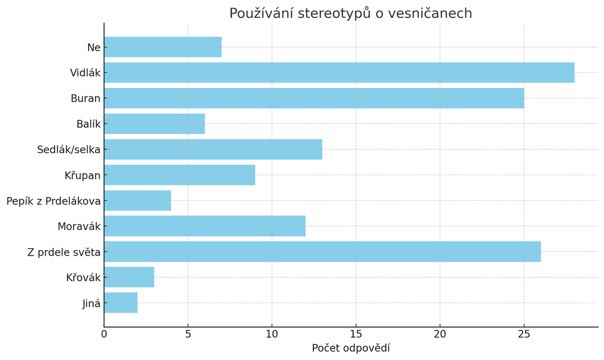 Používání stereotypů o vesničanech
Ne
Vidlák
Buran
Balík
Sedlák/selka
Křupan
Pepík z Prdelákova
Moravák
Z prdele světa
Křovák
Jiná
0 5 10 15 20 25
Počet odpovědí